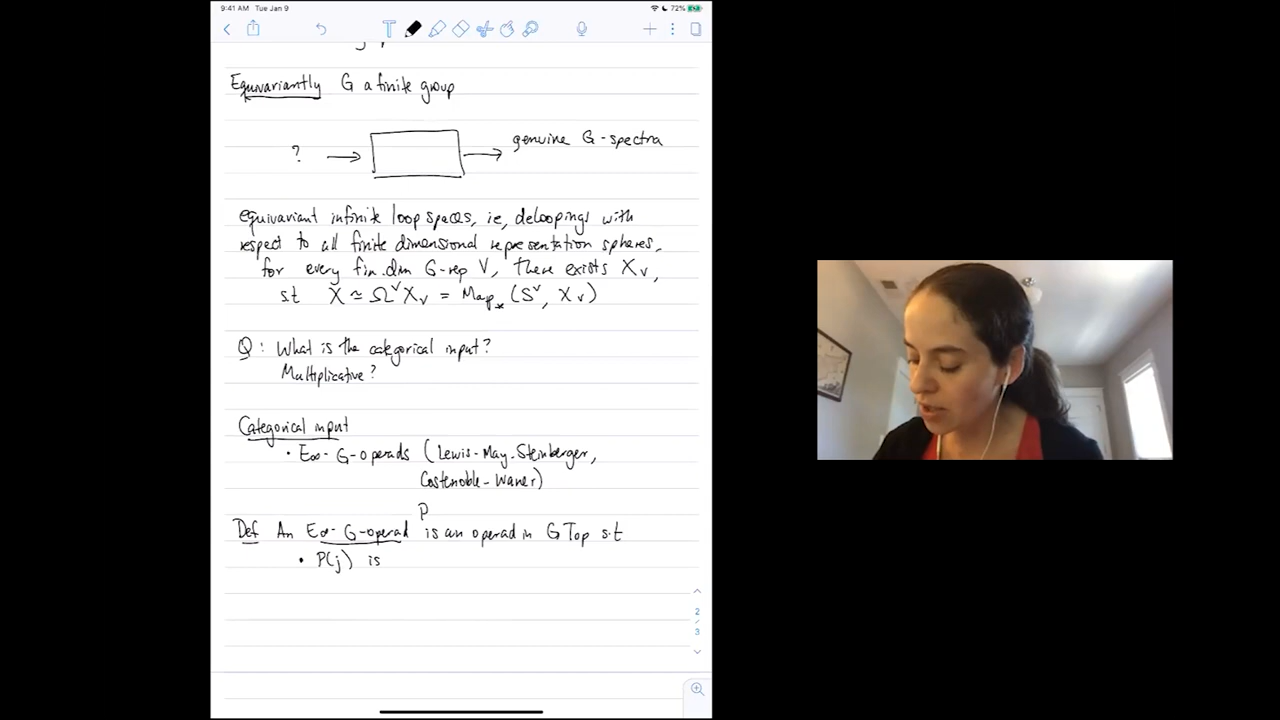 9:41 AM Tue Jan 9
72%
Equivariantly G a finite group
? → → genuine G-spectra
equivariant infinite loop spaces, ie, deloopings with
respect to all finite dimensional representation spheres,
for every fin.dim G-rep V, there exists X_V,
s.t X ≃ Ω^V X_V = Map_* (S^V, X_V)
Q: What is the categorical input?
Multiplicative?
Categorical input
• E∞-G-operads (Lewis-May-Steinberger,
Costenoble-Waner)
Def An E∞-G-operad P is an operad in G Top s.t
• P(j) is
2
/
3